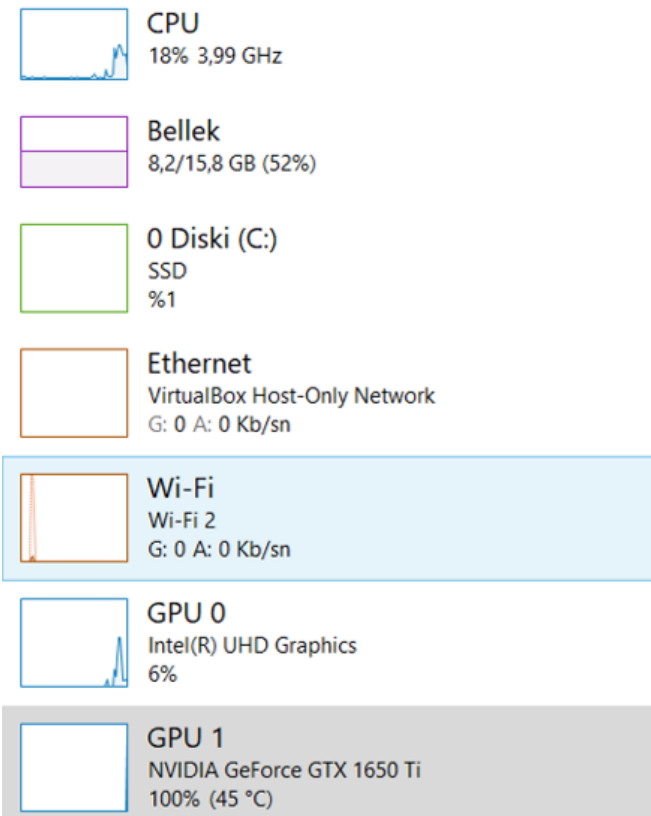 CPU
18% 3,99 GHz
Bellek
8,2/15,8 GB (52%)
0 Diski (C:)
SSD
%1
Ethernet
VirtualBox Host-Only Network
G: 0 A: 0 Kb/sn
Wi-Fi
Wi-Fi 2
G: 0 A: 0 Kb/sn
GPU 0
Intel(R) UHD Graphics
6%
GPU 1
NVIDIA GeForce GTX 1650 Ti
100% (45 °C)